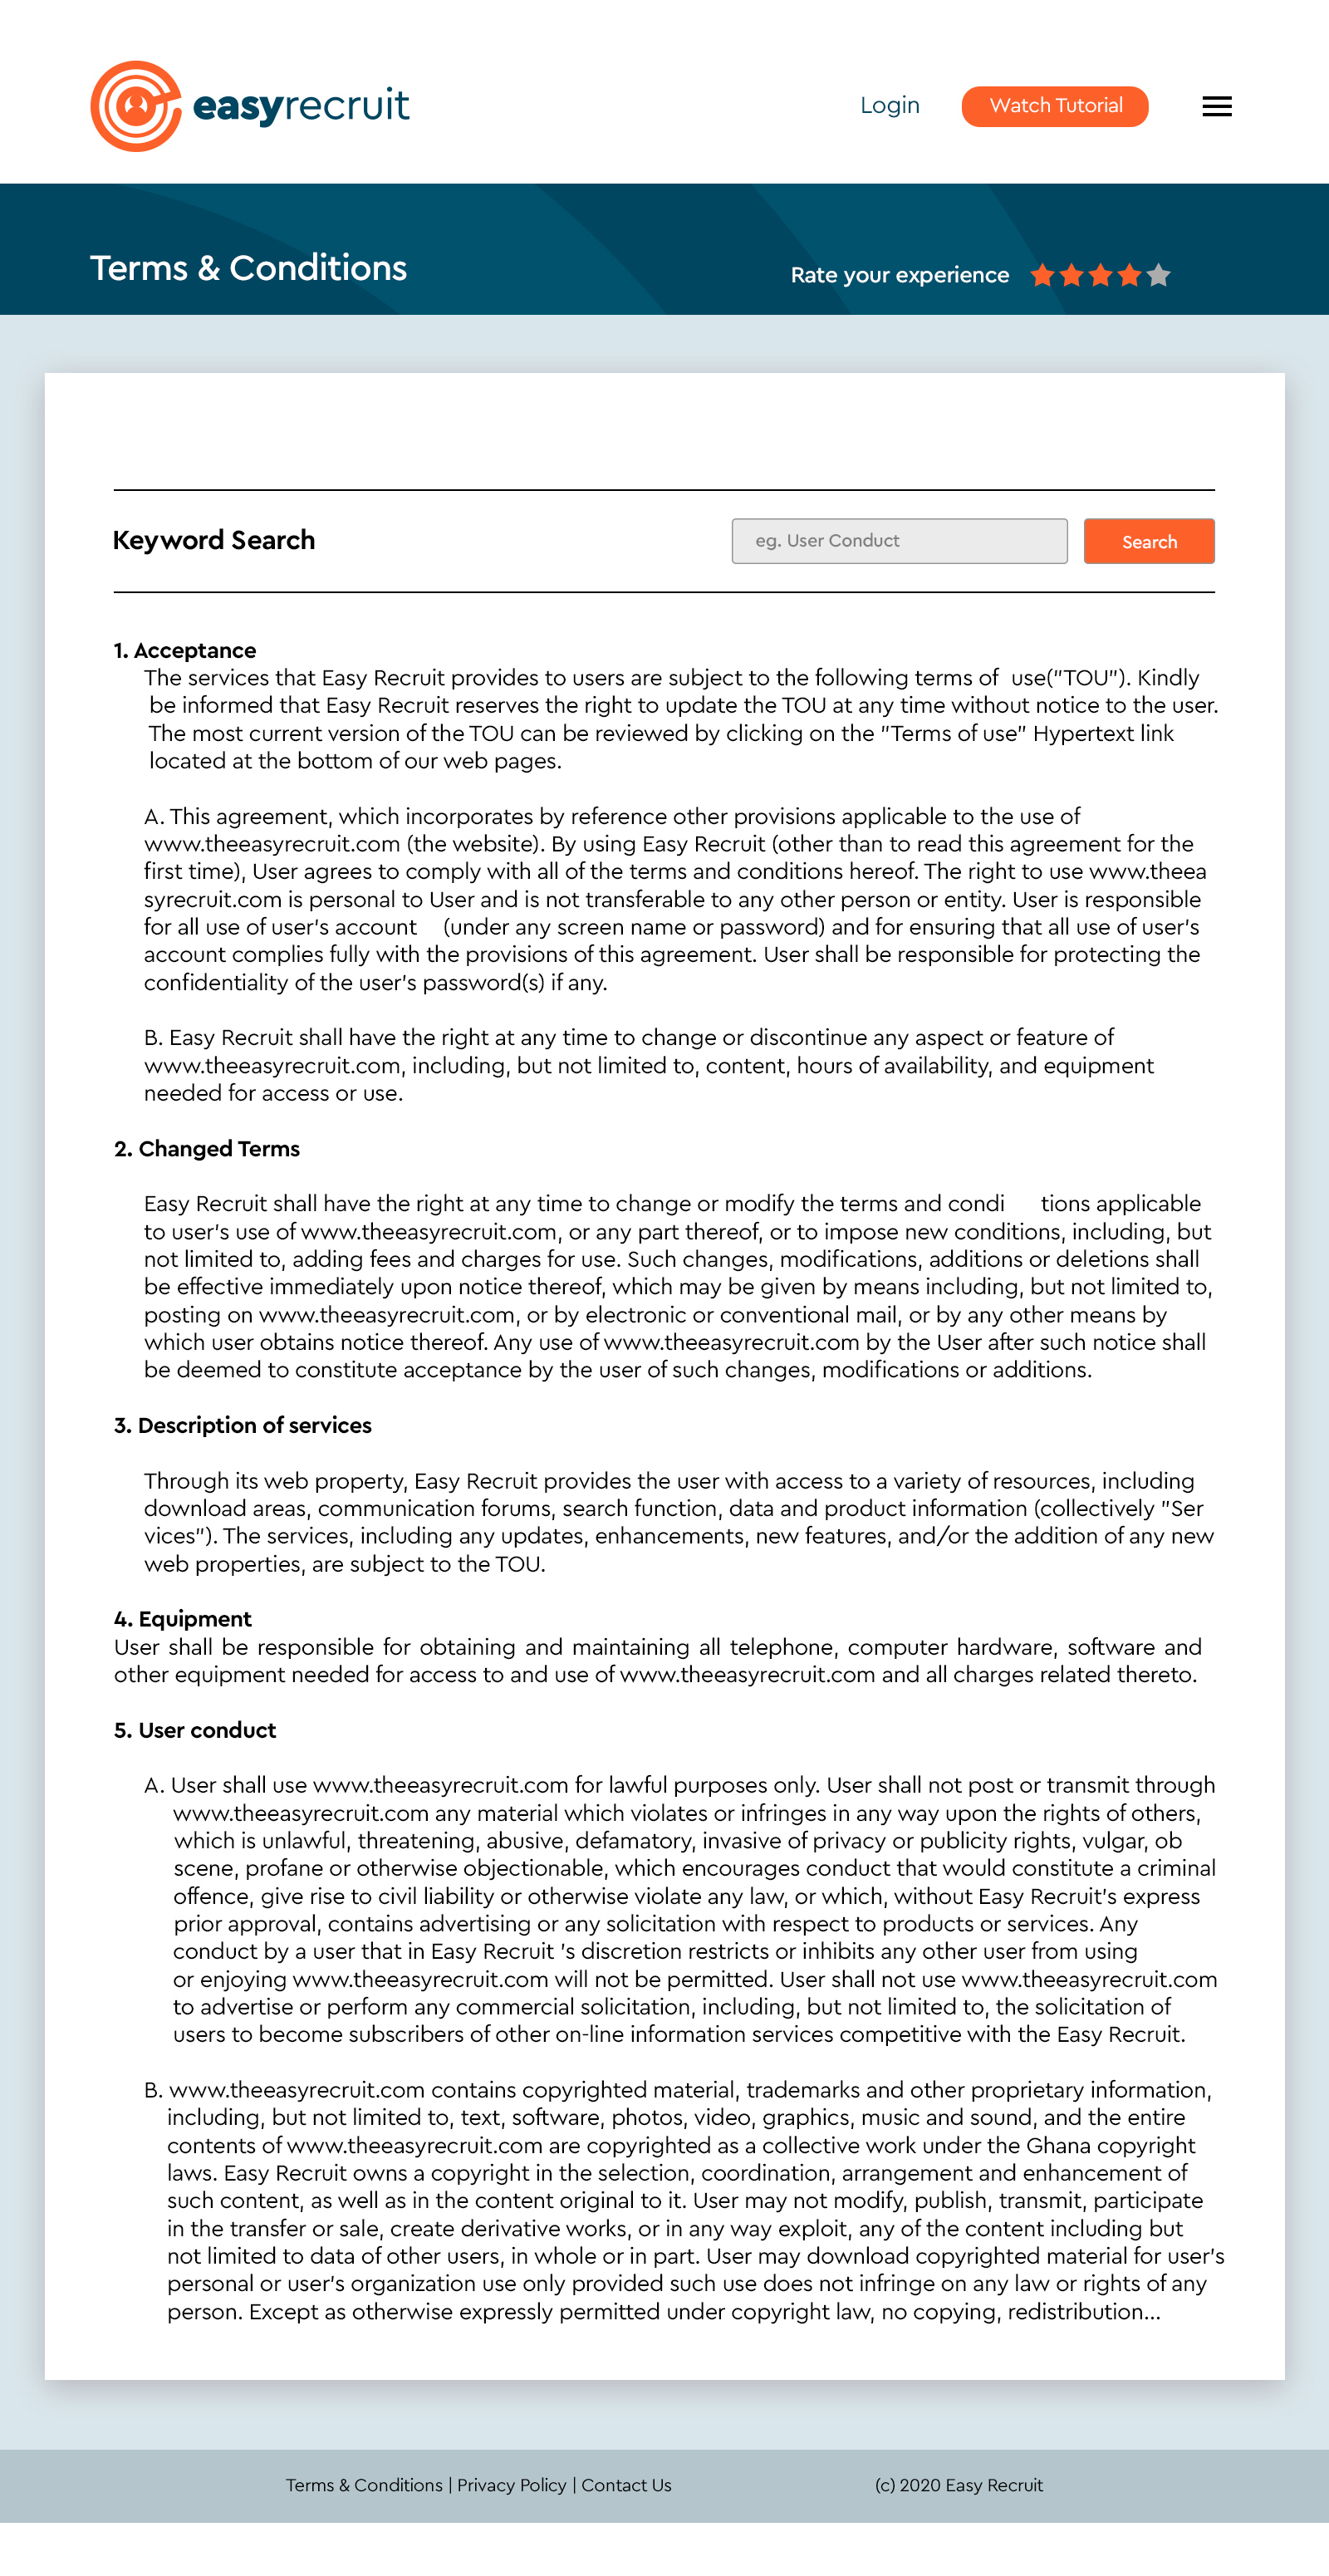 easyrecruit
Login
Watch Tutorial
Terms & Conditions
Rate your experience
Keyword Search
eg. User Conduct
Search
1. Acceptance
The services that Easy Recruit provides to users are subject to the following terms of use("TOU"). Kindly
be informed that Easy Recruit reserves the right to update the TOU at any time without notice to the user.
The most current version of the TOU can be reviewed by clicking on the "Terms of use" Hypertext link
located at the bottom of our web pages.
A. This agreement, which incorporates by reference other provisions applicable to the use of
www.theeasyrecruit.com (the website). By using Easy Recruit (other than to read this agreement for the
first time), User agrees to comply with all of the terms and conditions hereof. The right to use www.theea
syrecruit.com is personal to User and is not transferable to any other person or entity. User is responsible
for all use of user's account (under any screen name or password) and for ensuring that all use of user's
account complies fully with the provisions of this agreement. User shall be responsible for protecting the
confidentiality of the user's password(s) if any.
B. Easy Recruit shall have the right at any time to change or discontinue any aspect or feature of
www.theeasyrecruit.com, including, but not limited to, content, hours of availability, and equipment
needed for access or use.
2. Changed Terms
Easy Recruit shall have the right at any time to change or modify the terms and condi tions applicable
to user's use of www.theeasyrecruit.com, or any part thereof, or to impose new conditions, including, but
not limited to, adding fees and charges for use. Such changes, modifications, additions or deletions shall
be effective immediately upon notice thereof, which may be given by means including, but not limited to,
posting on www.theeasyrecruit.com, or by electronic or conventional mail, or by any other means by
which user obtains notice thereof. Any use of www.theeasyrecruit.com by the User after such notice shall
be deemed to constitute acceptance by the user of such changes, modifications or additions.
3. Description of services
Through its web property, Easy Recruit provides the user with access to a variety of resources, including
download areas, communication forums, search function, data and product information (collectively "Ser
vices"). The services, including any updates, enhancements, new features, and/or the addition of any new
web properties, are subject to the TOU.
4. Equipment
User shall be responsible for obtaining and maintaining all telephone, computer hardware, software and
other equipment needed for access to and use of www.theeasyrecruit.com and all charges related thereto.
5. User conduct
A. User shall use www.theeasyrecruit.com for lawful purposes only. User shall not post or transmit through
www.theeasyrecruit.com any material which violates or infringes in any way upon the rights of others,
which is unlawful, threatening, abusive, defamatory, invasive of privacy or publicity rights, vulgar, ob
scene, profane or otherwise objectionable, which encourages conduct that would constitute a criminal
offence, give rise to civil liability or otherwise violate any law, or which, without Easy Recruit's express
prior approval, contains advertising or any solicitation with respect to products or services. Any
conduct by a user that in Easy Recruit 's discretion restricts or inhibits any other user from using
or enjoying www.theeasyrecruit.com will not be permitted. User shall not use www.theeasyrecruit.com
to advertise or perform any commercial solicitation, including, but not limited to, the solicitation of
users to become subscribers of other on-line information services competitive with the Easy Recruit.
B. www.theeasyrecruit.com contains copyrighted material, trademarks and other proprietary information,
including, but not limited to, text, software, photos, video, graphics, music and sound, and the entire
contents of www.theeasyrecruit.com are copyrighted as a collective work under the Ghana copyright
laws. Easy Recruit owns a copyright in the selection, coordination, arrangement and enhancement of
such content, as well as in the content original to it. User may not modify, publish, transmit, participate
in the transfer or sale, create derivative works, or in any way exploit, any of the content including but
not limited to data of other users, in whole or in part. User may download copyrighted material for user's
personal or user's organization use only provided such use does not infringe on any law or rights of any
person. Except as otherwise expressly permitted under copyright law, no copying, redistribution...
Terms & Conditions | Privacy Policy | Contact Us
(c) 2020 Easy Recruit